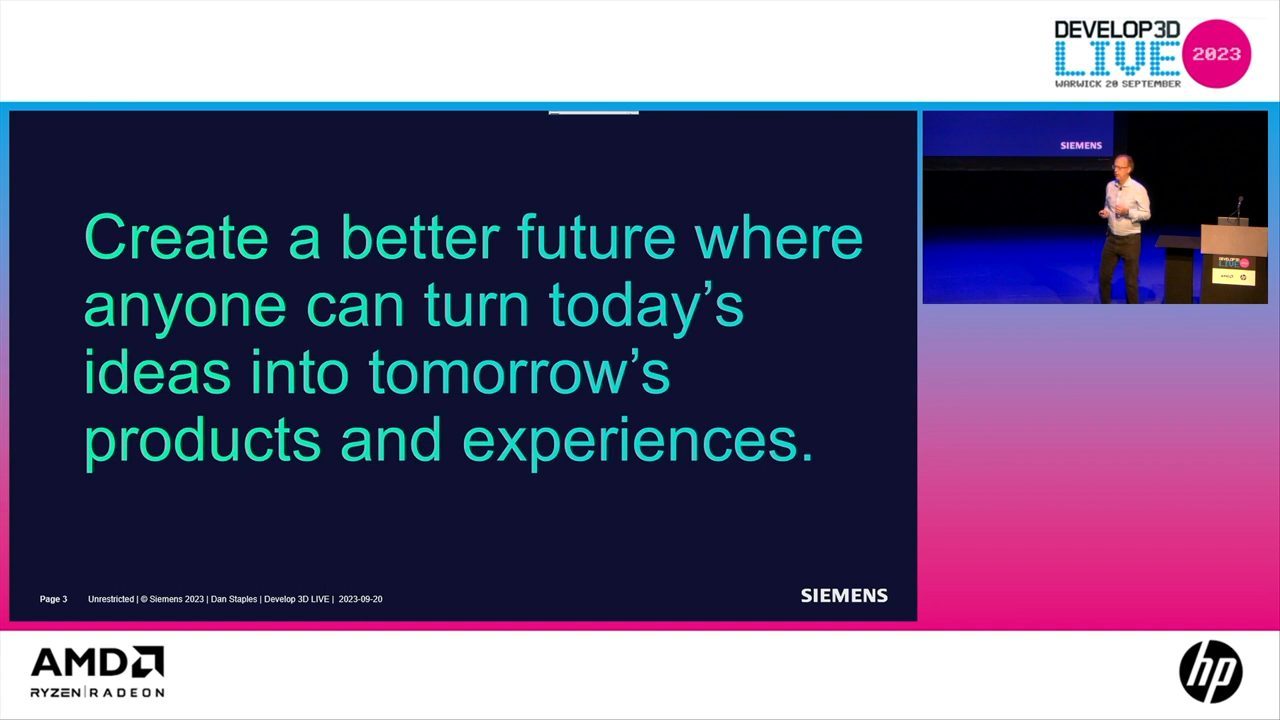 DEVELOP3D
LIVE
2023
WARWICK 20 SEPTEMBER
SIEMENS
Create a better future where
anyone can turn today’s
ideas into tomorrow’s
products and experiences.
Page 3 Unrestricted | © Siemens 2023 | Dan Staples | Develop 3D LIVE | 2023-09-20
SIEMENS
DEVELOP3D
LIVE
AMD
RYZEN | RADEON
hp